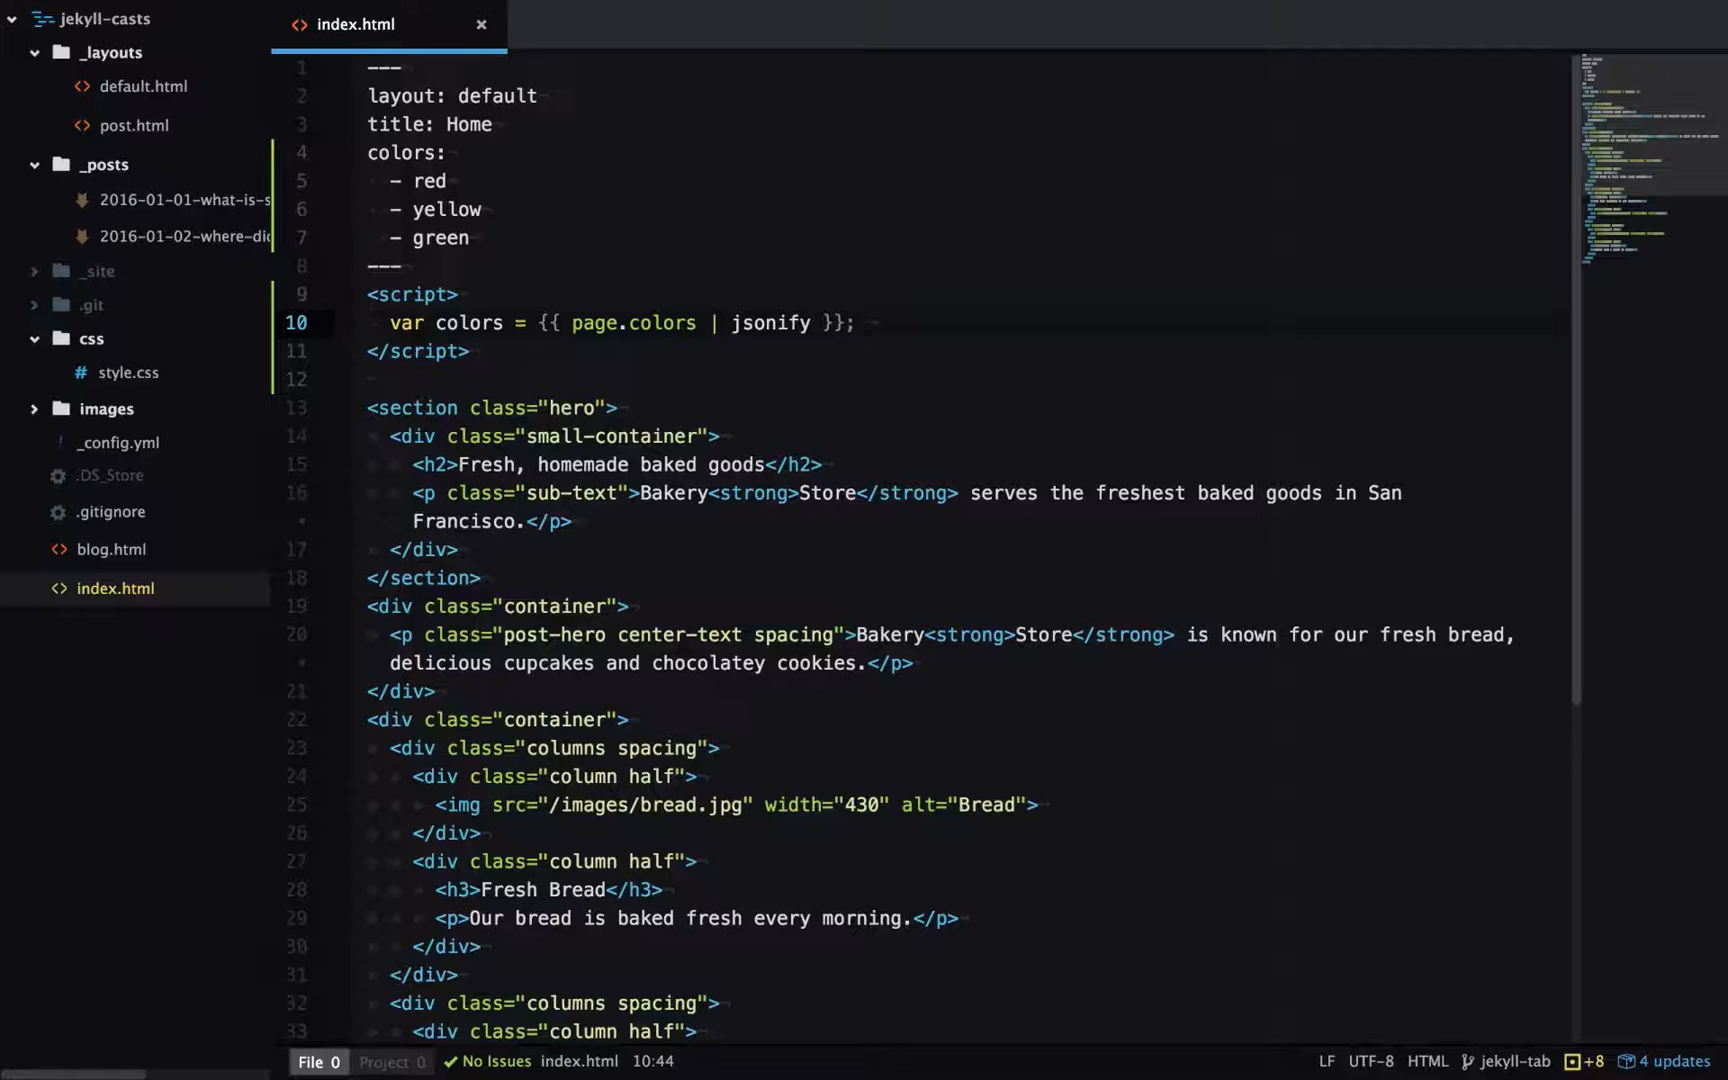 jekyll-casts
_layouts
default.html
post.html
_posts
2016-01-01-what-is-s
2016-01-02-where-did
_site
.git
css
# style.css
images
! _config.yml
.DS_Store
.gitignore
blog.html
index.html
index.html ×
1 ---
2 layout: default
3 title: Home
4 colors:
5 - red
6 - yellow
7 - green
8 ---
9 <script>
10 var colors = {{ page.colors | jsonify }};
11 </script>
12
13 <section class="hero">
14 <div class="small-container">
15 <h2>Fresh, homemade baked goods</h2>
16 <p class="sub-text">Bakery<strong>Store</strong> serves the freshest baked goods in San
Francisco.</p>
17 </div>
18 </section>
19 <div class="container">
20 <p class="post-hero center-text spacing">Bakery<strong>Store</strong> is known for our fresh bread,
delicious cupcakes and chocolatey cookies.</p>
21 </div>
22 <div class="container">
23 <div class="columns spacing">
24 <div class="column half">
25 <img src="/images/bread.jpg" width="430" alt="Bread">
26 </div>
27 <div class="column half">
28 <h3>Fresh Bread</h3>
29 <p>Our bread is baked fresh every morning.</p>
30 </div>
31 </div>
32 <div class="columns spacing">
33 <div class="column half">
File 0 Project 0 No Issues index.html 10:44 LF UTF-8 HTML jekyll-tab +8 4 updates